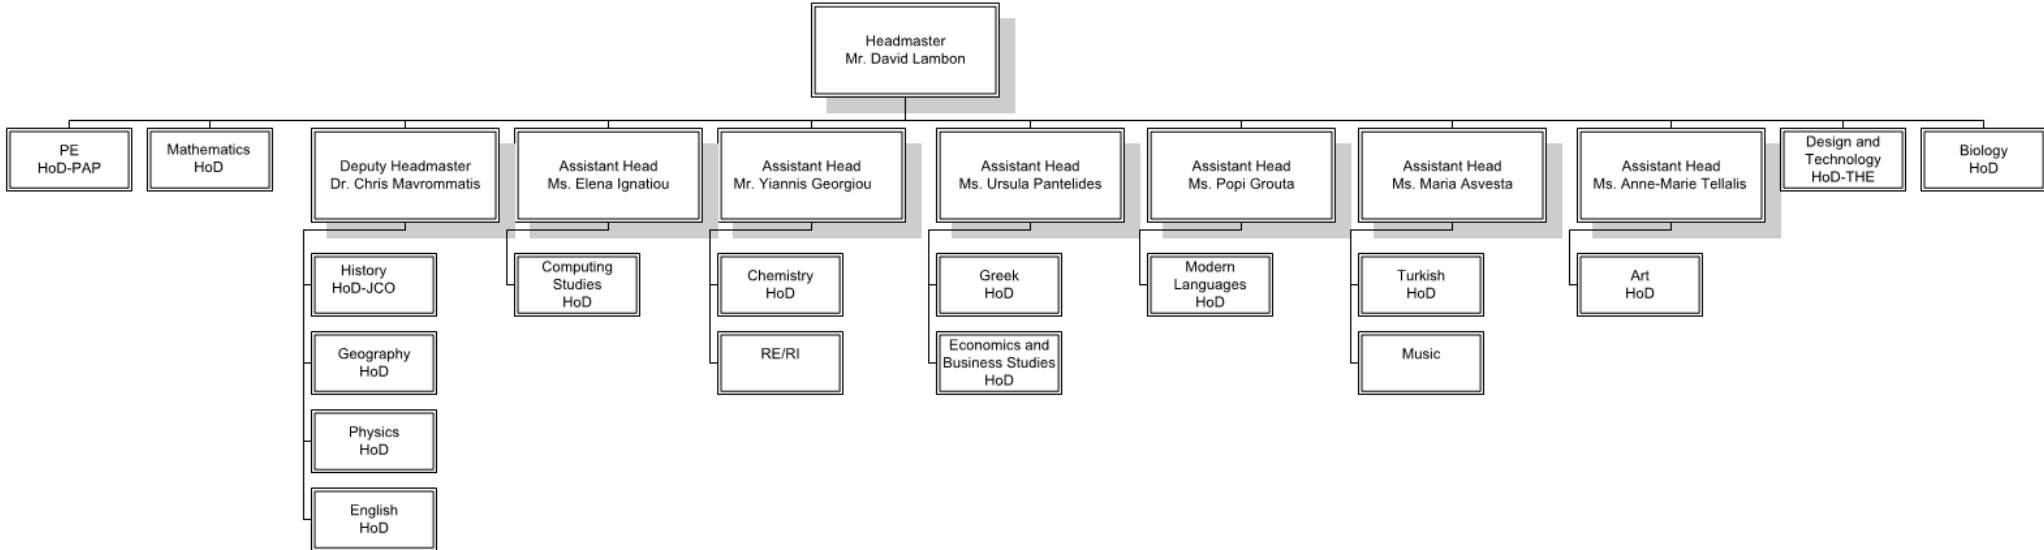 Headmaster
Mr. David Lambon
PE
HoD-PAP
Mathematics
HoD
Deputy Headmaster
Dr. Chris Mavrommatis
Assistant Head
Ms. Elena Ignatiou
Assistant Head
Mr. Yiannis Georgiou
Assistant Head
Ms. Ursula Pantelides
Assistant Head
Ms. Popi Grouta
Assistant Head
Ms. Maria Asvesta
Assistant Head
Ms. Anne-Marie Tellalis
Design and
Technology
HoD-THE
Biology
HoD
History
HoD-JCO
Computing
Studies
HoD
Chemistry
HoD
Greek
HoD
Modern
Languages
HoD
Turkish
HoD
Art
HoD
Geography
HoD
RE/RI
Economics and
Business Studies
HoD
Music
Physics
HoD
English
HoD